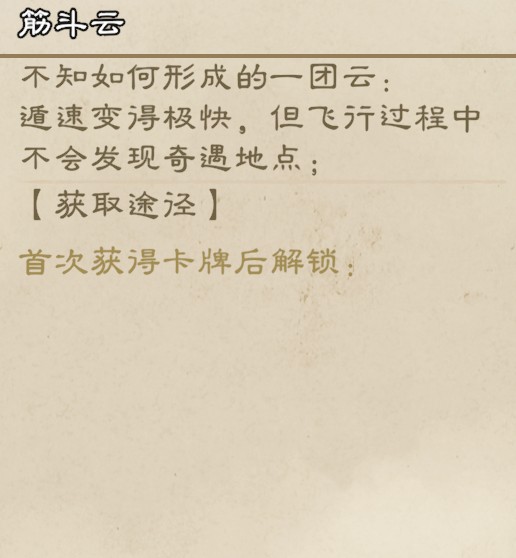 筋斗云
不知如何形成的一团云：
遁速变得极快，但飞行过程中
不会发现奇遇地点；
【获取途径】
首次获得卡牌后解锁；